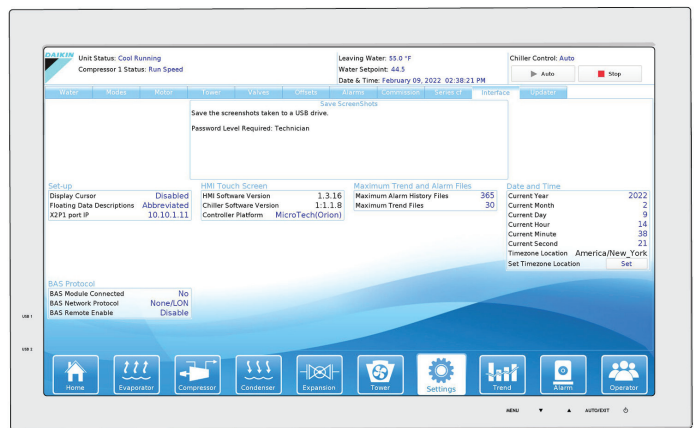 DAIKIN
Unit Status: Cool Running
Compressor 1 Status: Run Speed
Leaving Water: 55.0 °F
Water Setpoint: 44.5
Date & Time: February 09, 2022 02:38:21 PM
Chiller Control: Auto
Auto
Stop
Water Modes Motor Tower Valves Offsets Alarms Commission Series cf Interface Updater
Save ScreenShots
Save the screenshots taken to a USB drive.
Password Level Required: Technician
Set-up
Display Cursor Disabled
Floating Data Descriptions Abbreviated
X2P1 port IP 10.10.1.11
HMI Touch Screen
HMI Software Version 1.3.16
Chiller Software Version 1:1.1.8
Controller Platform MicroTech(Orion)
Maximum Trend and Alarm Files
Maximum Alarm History Files 365
Maximum Trend Files 30
Date and Time
Current Year 2022
Current Month 2
Current Day 9
Current Hour 14
Current Minute 38
Current Second 21
Timezone Location America/New_York
Set Timezone Location Set
BAS Protocol
BAS Module Connected No
BAS Network Protocol None/LON
BAS Remote Enable Disable
USB 1
USB 2
Home Evaporator Compressor Condenser Expansion Tower Settings Trend Alarm Operator
MENU ▼ ▲ AUTO/EXIT